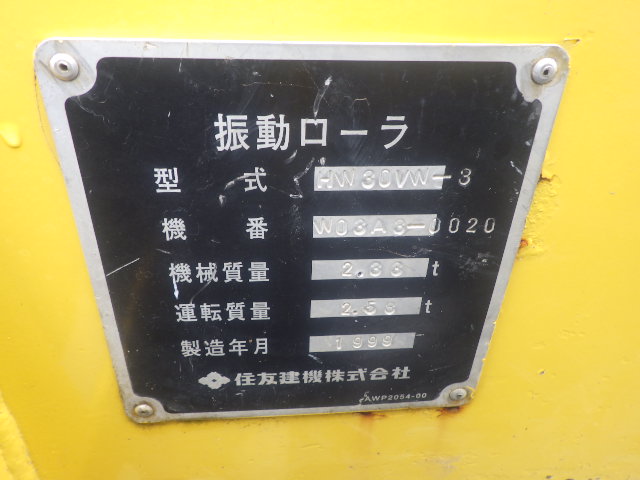 振動ローラ
型式 HW30VW-3
機番 W03A3-0020
機械質量 2.38 t
運転質量 2.53 t
製造年月 1999
住友建機株式会社
AWP2054-00